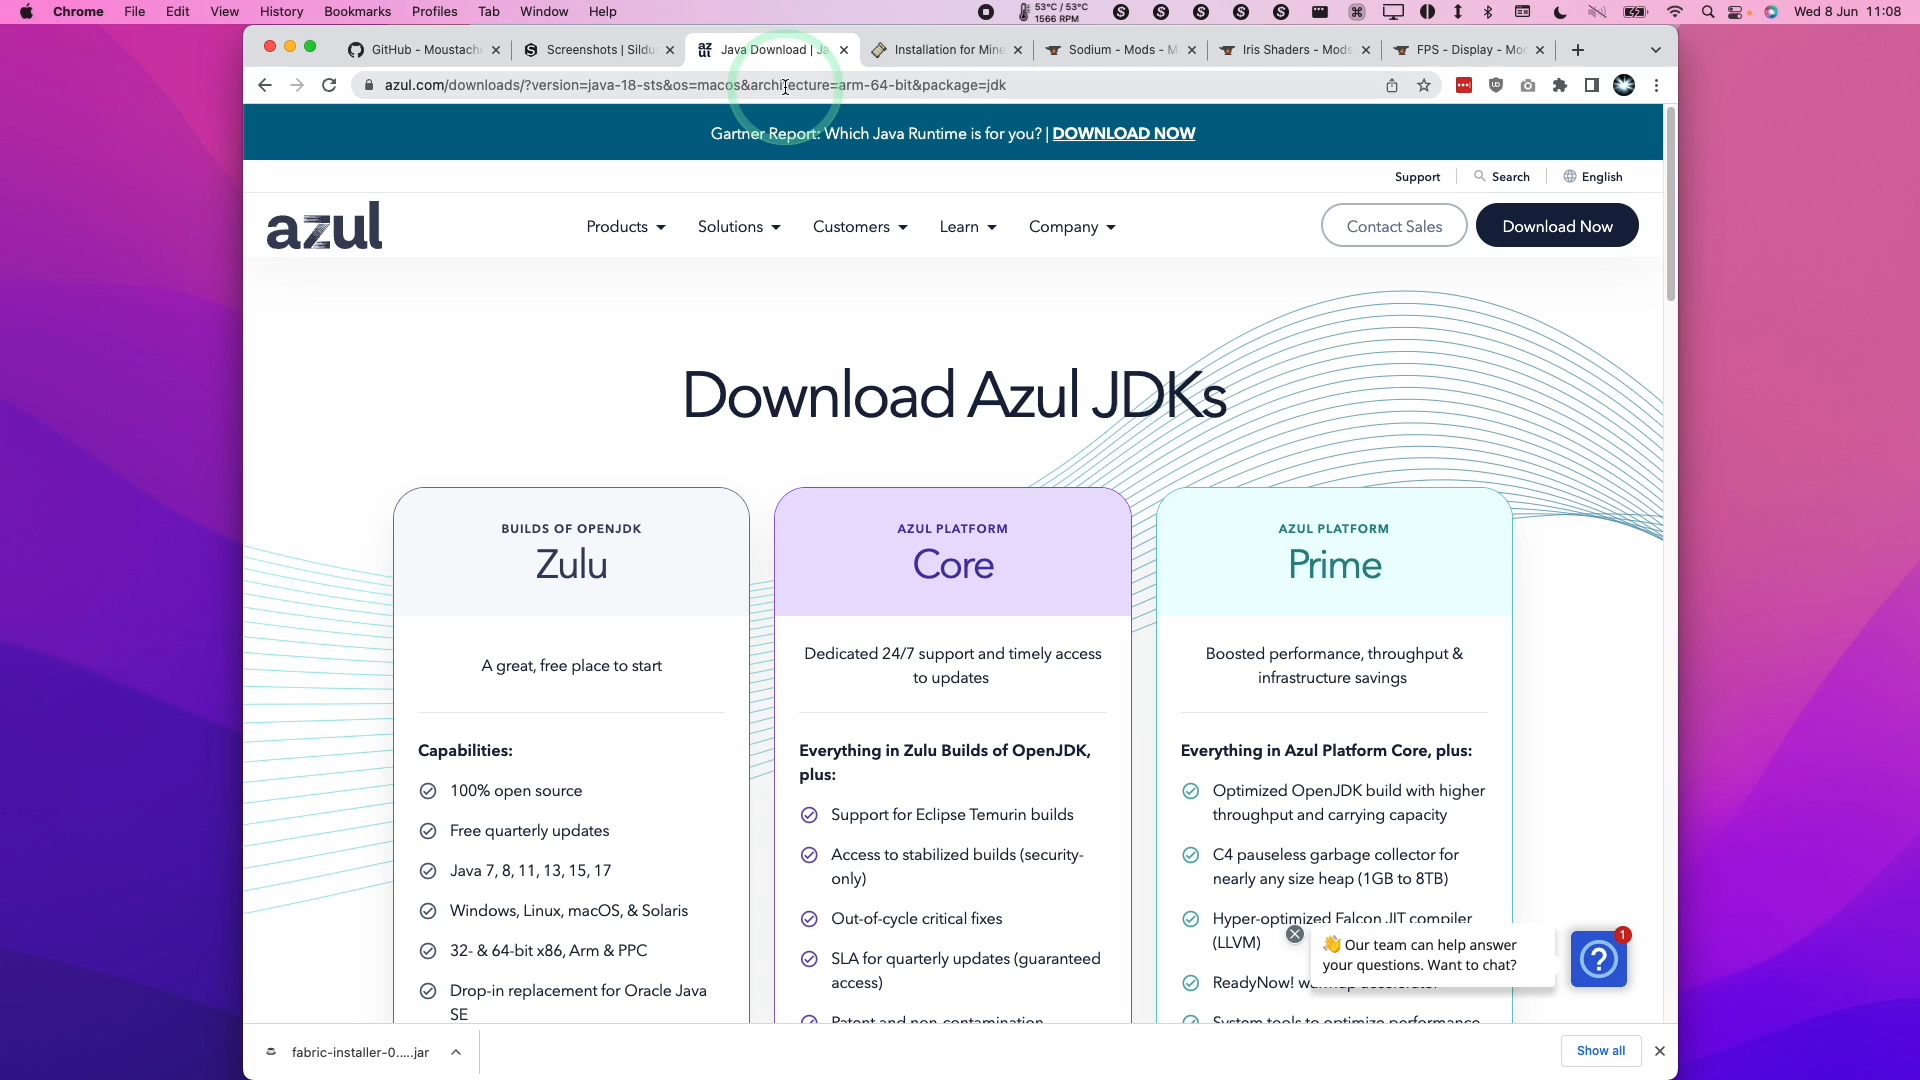 Chrome File Edit View History Bookmarks Profiles Tab Window Help 53°C / 53°C 1566 RPM Wed 8 Jun 11:08
GitHub - Moustach Screenshots | Sildu Java Download | Ja Installation for Mine Sodium - Mods - M Iris Shaders - Mods FPS - Display - Mo
azul.com/downloads/?version=java-18-sts&os=macos&architecture=arm-64-bit&package=jdk
Gartner Report: Which Java Runtime is for you? | DOWNLOAD NOW
Support Search English
azul Products Solutions Customers Learn Company Contact Sales Download Now
Download Azul JDKs
BUILDS OF OPENJDK
Zulu
A great, free place to start
Capabilities:
100% open source
Free quarterly updates
Java 7, 8, 11, 13, 15, 17
Windows, Linux, macOS, & Solaris
32- & 64-bit x86, Arm & PPC
Drop-in replacement for Oracle Java
SE
AZUL PLATFORM
Core
Dedicated 24/7 support and timely access
to updates
Everything in Zulu Builds of OpenJDK,
plus:
Support for Eclipse Temurin builds
Access to stabilized builds (security-
only)
Out-of-cycle critical fixes
SLA for quarterly updates (guaranteed
access)
Patent and non-contamination
AZUL PLATFORM
Prime
Boosted performance, throughput &
infrastructure savings
Everything in Azul Platform Core, plus:
Optimized OpenJDK build with higher
throughput and carrying capacity
C4 pauseless garbage collector for
nearly any size heap (1GB to 8TB)
Hyper-optimized Falcon JIT compiler
(LLVM)
ReadyNow!
System tools to optimize performance
👋 Our team can help answer
your questions. Want to chat?
1
fabric-installer-0.....jar Show all